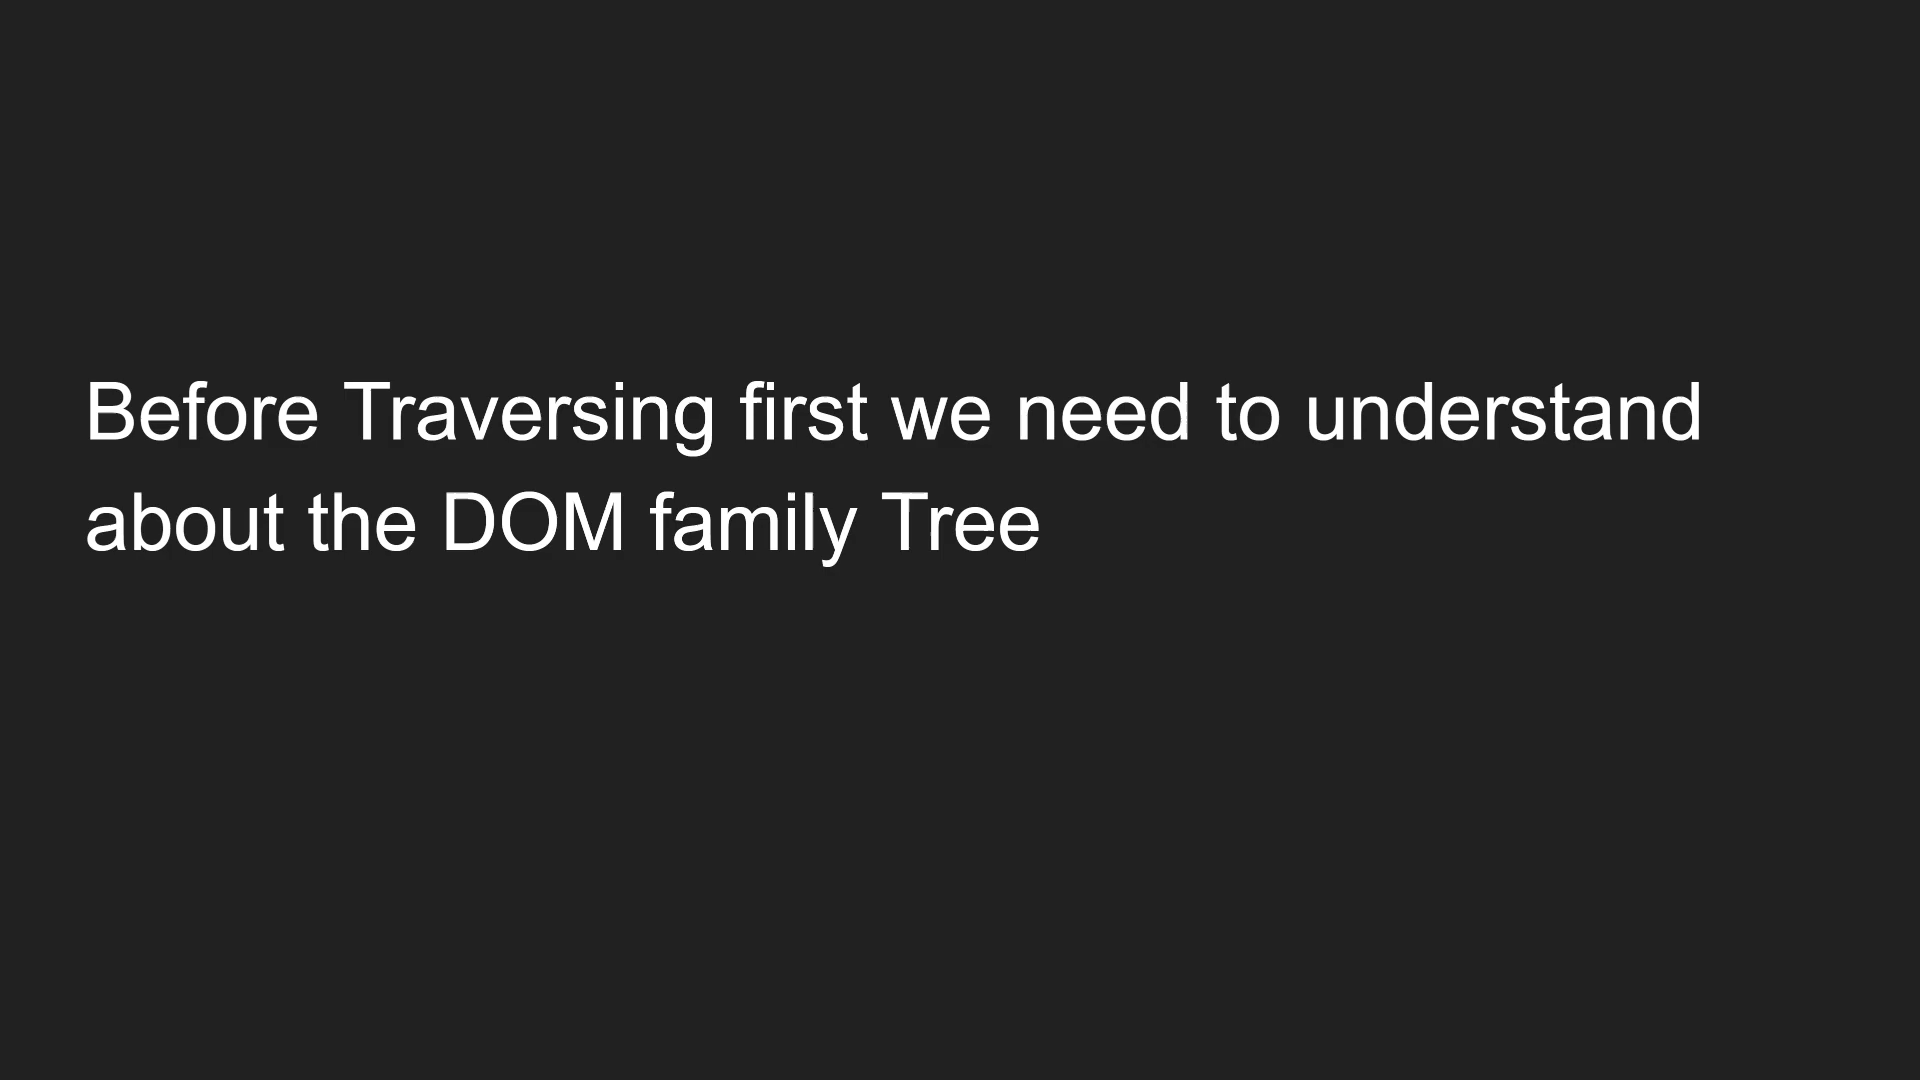 Before Traversing first we need to understand
about the DOM family Tree